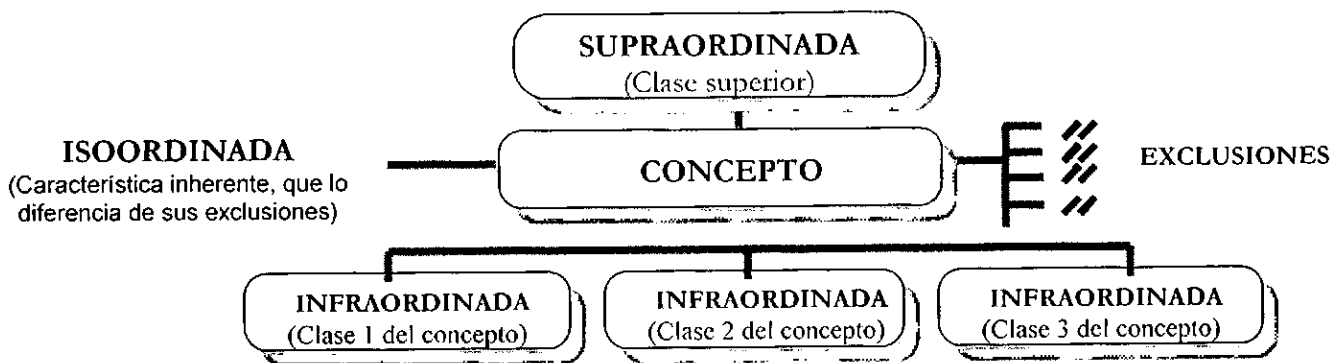 SUPRAORDINADA
(Clase superior)
ISOORDINADA
(Característica inherente, que lo
diferencia de sus exclusiones)
CONCEPTO
EXCLUSIONES
INFRAORDINADA
(Clase 1 del concepto)
INFRAORDINADA
(Clase 2 del concepto)
INFRAORDINADA
(Clase 3 del concepto)